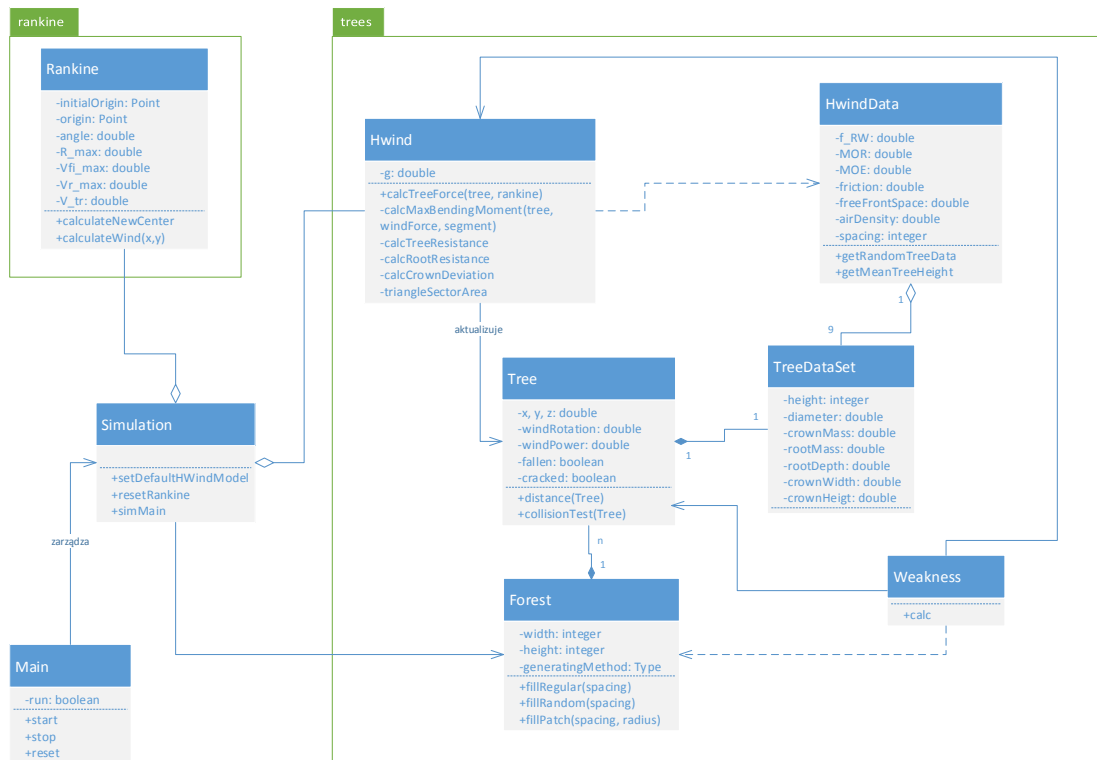 rankine
Rankine
-initialOrigin: Point
-origin: Point
-angle: double
-R_max: double
-Vfi_max: double
-Vr_max: double
-V_tr: double
+calculateNewCenter
+calculateWind(x,y)
trees
Hwind
-g: double
+calcTreeForce(tree, rankine)
-calcMaxBendingMoment(tree,
windForce, segment)
-calcTreeResistance
-calcRootResistance
-calcCrownDeviation
-triangleSectorArea
HwindData
-f_RW: double
-MOR: double
-MOE: double
-friction: double
-freeFrontSpace: double
-airDensity: double
-spacing: integer
+getRandomTreeData
+getMeanTreeHeight
1
9
aktualizuje
Tree
-x, y, z: double
-windRotation: double
-windPower: double
-fallen: boolean
-cracked: boolean
+distance(Tree)
+collisionTest(Tree)
1
1
TreeDataSet
-height: integer
-diameter: double
-crownMass: double
-rootMass: double
-rootDepth: double
-crownWidth: double
-crownHeigt: double
Simulation
+setDefaultHWindModel
+resetRankine
+simMain
zarządza
n
1
Weakness
+calc
Forest
-width: integer
-height: integer
-generatingMethod: Type
+fillRegular(spacing)
+fillRandom(spacing)
+fillPatch(spacing, radius)
Main
-run: boolean
+start
+stop
+reset